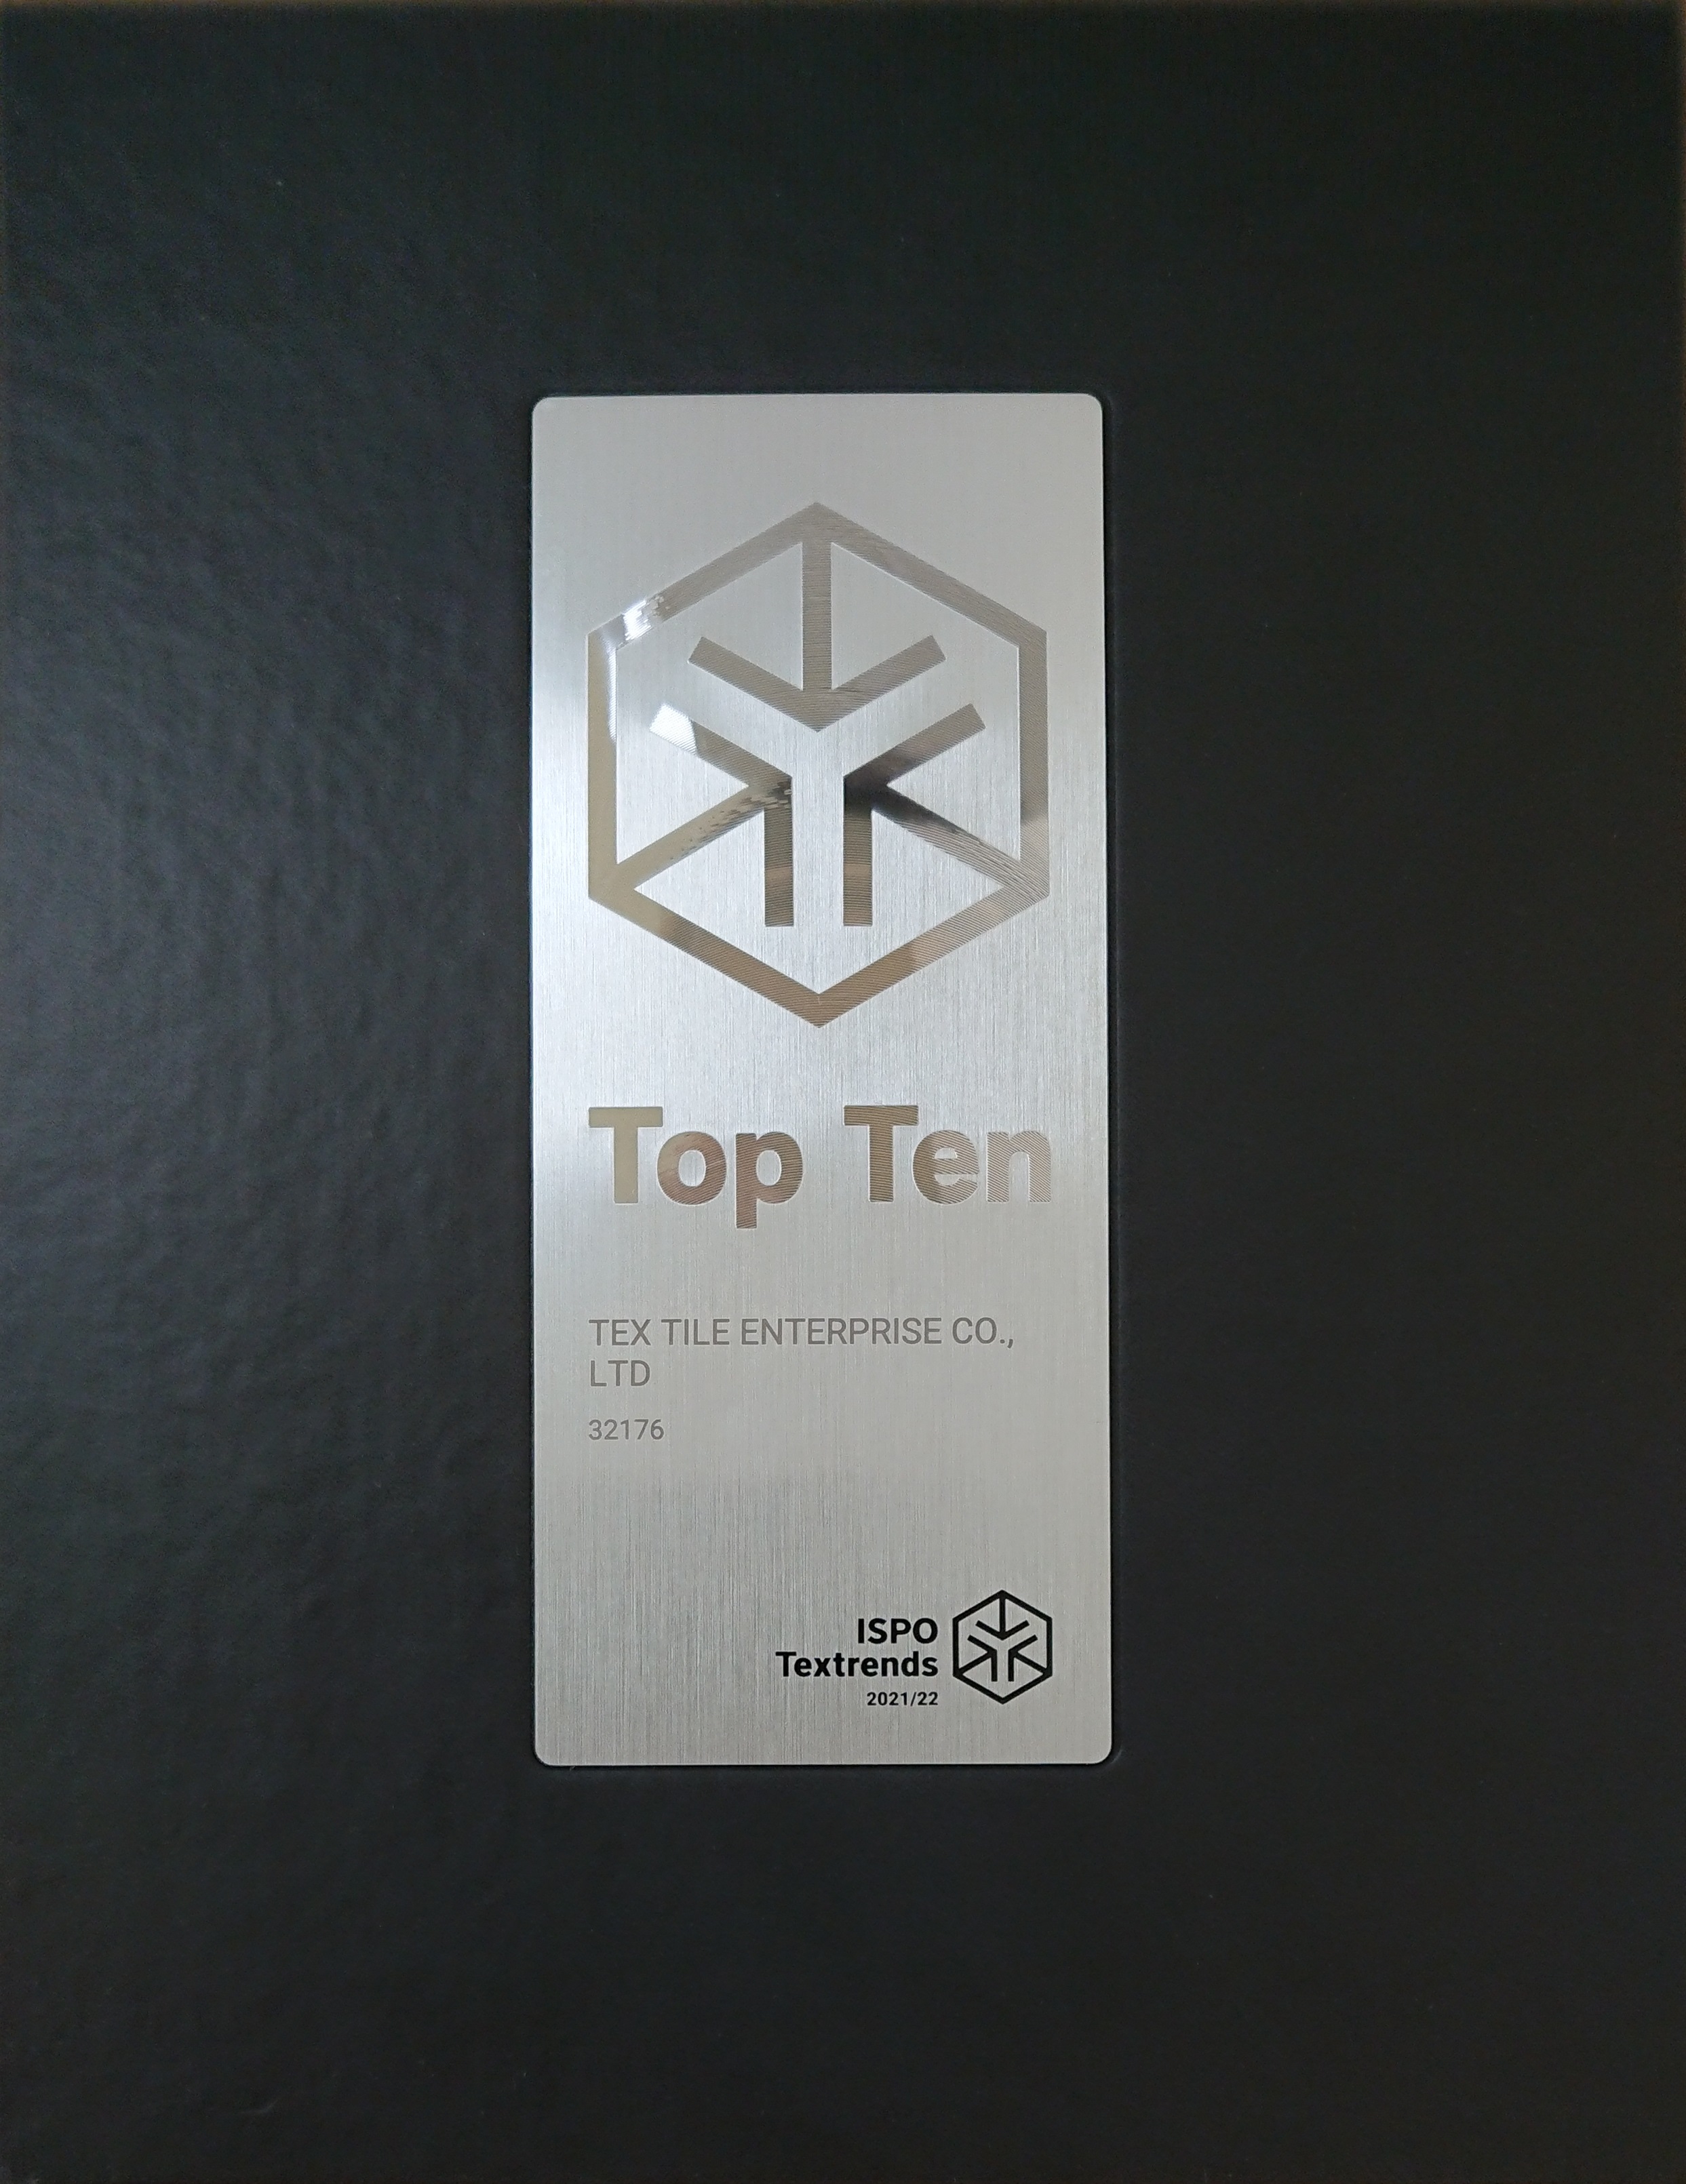 Top Ten
TEX TILE ENTERPRISE CO.,
LTD
32176
ISPO
Textrends
2021/22